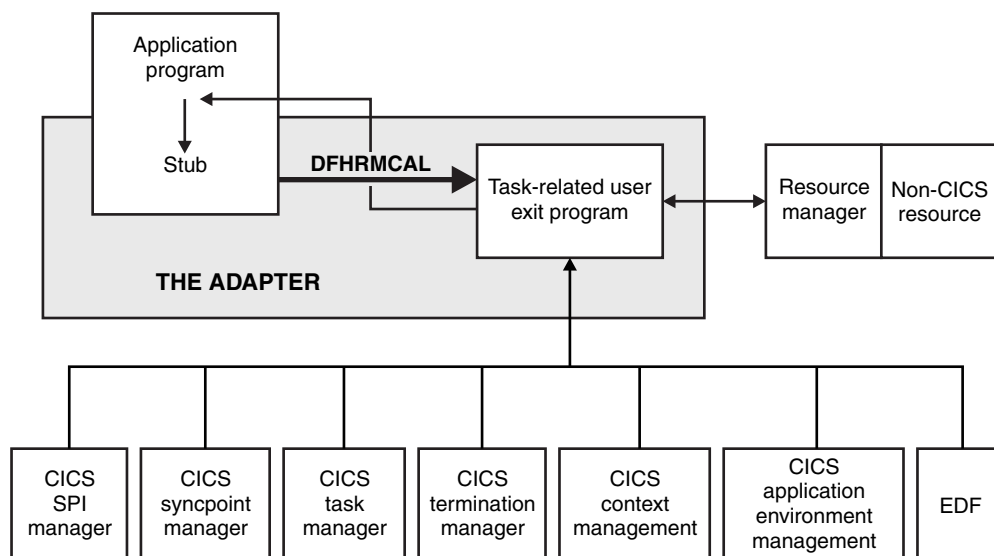 Application
program
Stub
DFHRMCAL
Task-related user
exit program
Resource
manager
Non-CICS
resource
THE ADAPTER
CICS
SPI
manager
CICS
syncpoint
manager
CICS
task
manager
CICS
termination
manager
CICS
context
management
CICS
application
environment
management
EDF